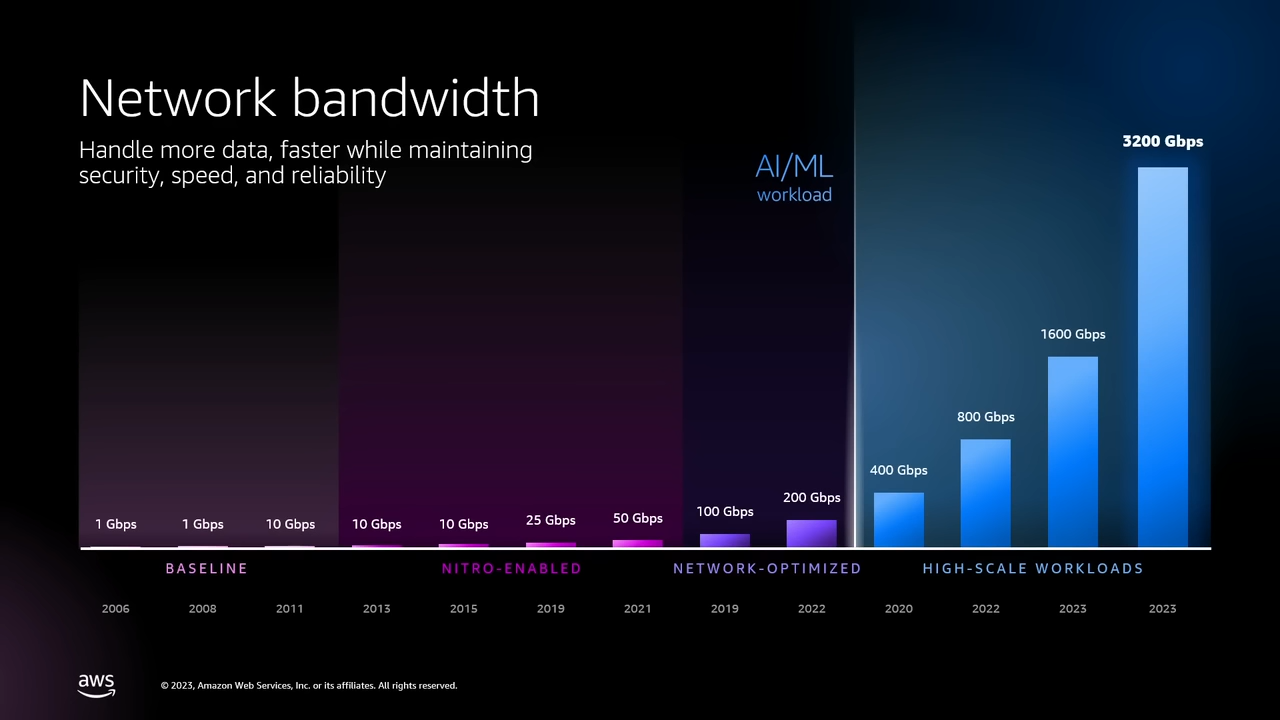 Network bandwidth
Handle more data, faster while maintaining
security, speed, and reliability
AI/ML
workload
3200 Gbps
1600 Gbps
800 Gbps
400 Gbps
200 Gbps
100 Gbps
1 Gbps 1 Gbps 10 Gbps 10 Gbps 10 Gbps 25 Gbps 50 Gbps
BASELINE NITRO-ENABLED NETWORK-OPTIMIZED HIGH-SCALE WORKLOADS
2006 2008 2011 2013 2015 2019 2021 2019 2022 2020 2022 2023 2023
aws
© 2023, Amazon Web Services, Inc. or its affiliates. All rights reserved.